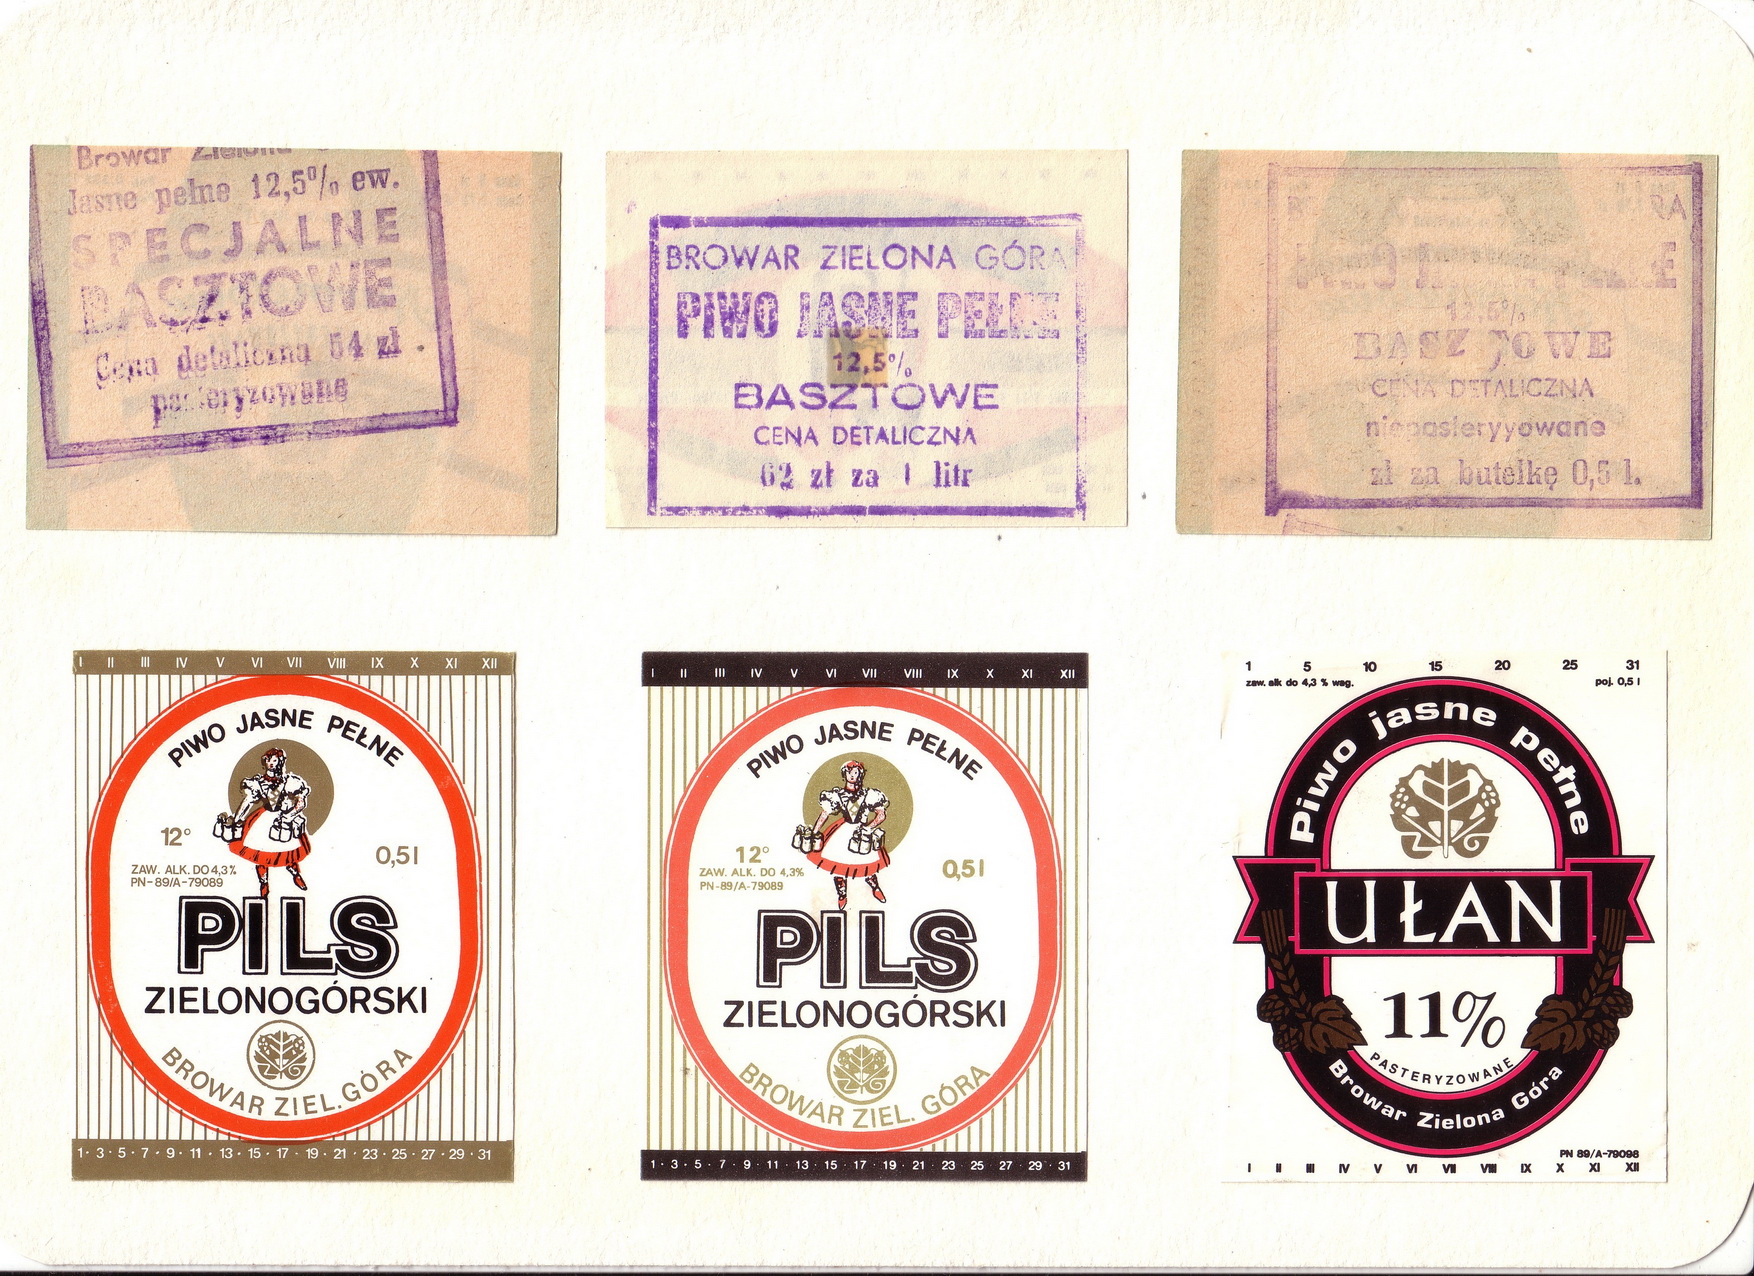 Browar Zielona
Jasne pełne 12,5% ew.
SPECJALNE
BASZTOWE
Cena detaliczna 54 zł.
pasteryzowane
BROWAR ZIELONA GÓRA
PIWO JASNE PEŁNE
12,5%
BASZTOWE
CENA DETALICZNA
62 zł za 1 litr
RA
PEŁNE
12,5%
BASZTOWE
CENA DETALICZNA
niepasteryyowane
zł za butelkę 0,5 l.
I II III IV V VI VII VIII IX X XI XII
PIWO JASNE PEŁNE
12°
0,5 l
ZAW. ALK. DO 4,3%
PN-89/A-79089
PILS
ZIELONOGÓRSKI
BROWAR ZIEL. GÓRA
1 · 3 · 5 · 7 · 9 · 11 · 13 · 15 · 17 · 19 · 21 · 23 · 25 · 27 · 29 · 31
I II III IV V VI VII VIII IX X XI XII
PIWO JASNE PEŁNE
12°
0,5 l
ZAW. ALK. DO 4,3%
PN-89/A-79089
PILS
ZIELONOGÓRSKI
BROWAR ZIEL. GÓRA
1 · 3 · 5 · 7 · 9 · 11 · 13 · 15 · 17 · 19 · 21 · 23 · 25 · 27 · 29 · 31
1 5 10 15 20 25 31
zaw. alk do 4,3 % wag.
poj. 0,5 l
Piwo jasne pełne
UŁAN
11%
PASTERYZOWANE
Browar Zielona Góra
PN 89/A-79098
I II III IV V VI VII VIII IX X XI XII